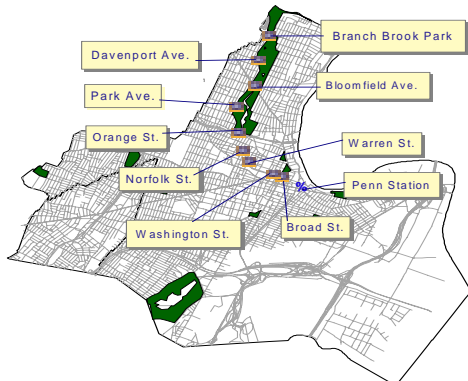 Branch Brook Park
Davenport Ave.
Bloomfield Ave.
Park Ave.
Orange St.
Warren St.
Norfolk St.
Penn Station
%
Washington St.
Broad St.